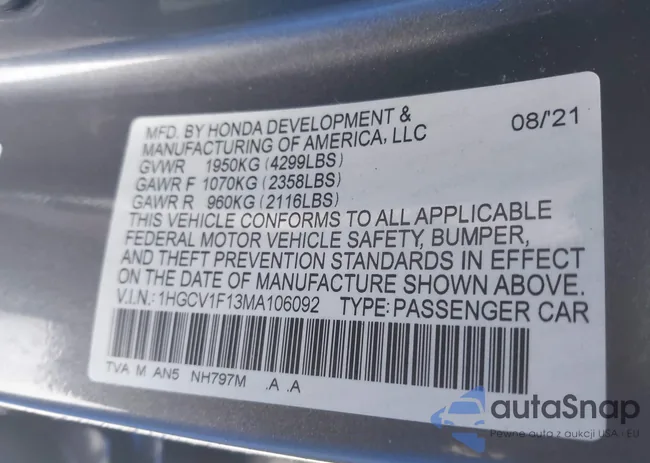 MFD. BY HONDA DEVELOPMENT & 08/'21
MANUFACTURING OF AMERICA, LLC
GVWR 1950KG (4299LBS)
GAWR F 1070KG (2358LBS)
GAWR R 960KG (2116LBS)
THIS VEHICLE CONFORMS TO ALL APPLICABLE
FEDERAL MOTOR VEHICLE SAFETY, BUMPER,
AND THEFT PREVENTION STANDARDS IN EFFECT
ON THE DATE OF MANUFACTURE SHOWN ABOVE.
V.I.N.: 1HGCV1F13MA106092 TYPE: PASSENGER CAR
TVA M AN5 NH797M .A .A
autaSnap
Pewne auta z aukcji USA i EU